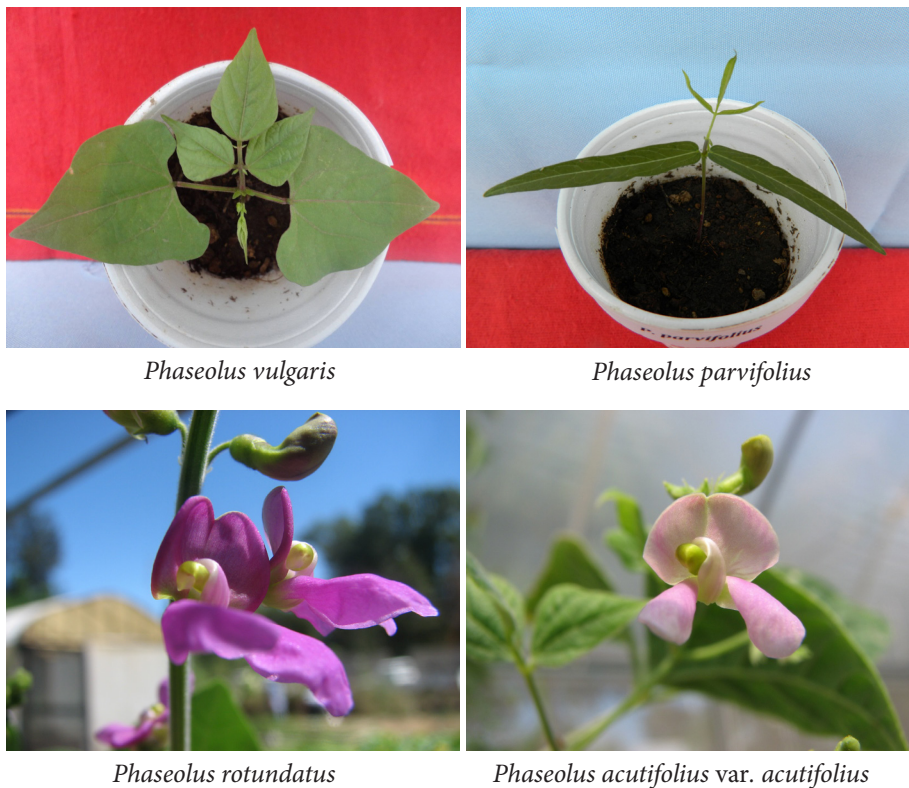 Phaseolus vulgaris
P. parvifolius
Phaseolus parvifolius
Phaseolus rotundatus
Phaseolus acutifolius var. acutifolius